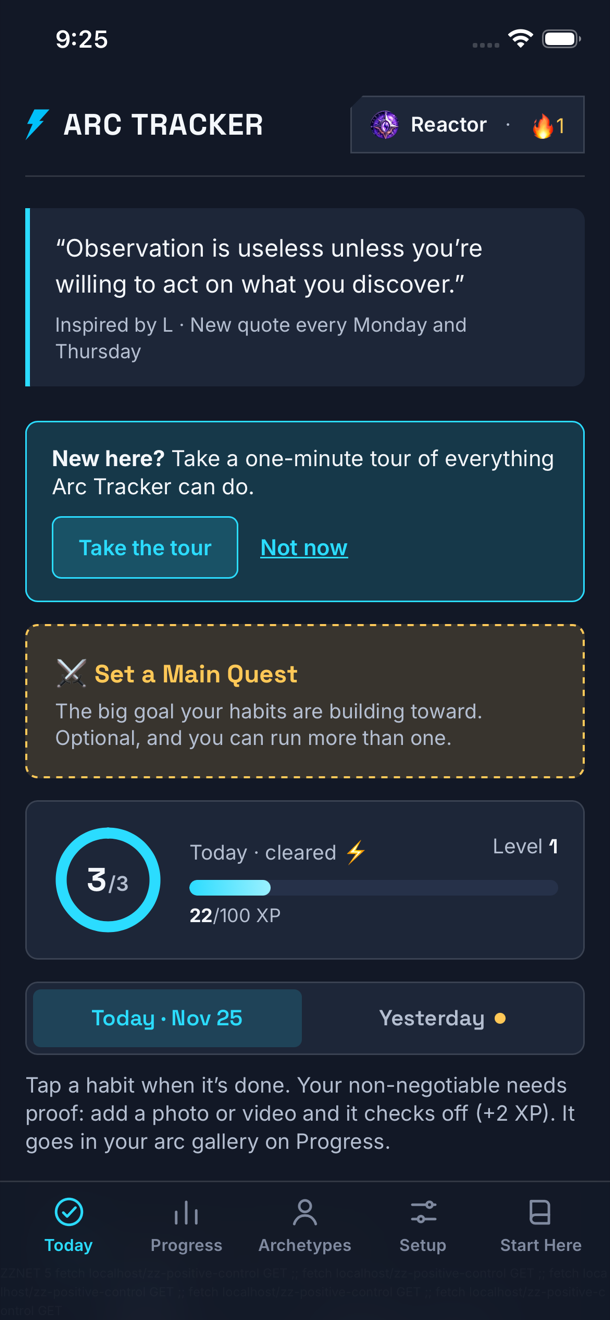 9:25
ARC TRACKER
Reactor · 🔥1
“Observation is useless unless you’re
willing to act on what you discover.”
Inspired by L · New quote every Monday and
Thursday
New here? Take a one-minute tour of everything
Arc Tracker can do.
Take the tour
Not now
⚔️ Set a Main Quest
The big goal your habits are building toward.
Optional, and you can run more than one.
3/3
Today · cleared ⚡
Level 1
22/100 XP
Today · Nov 25
Yesterday
Tap a habit when it’s done. Your non-negotiable needs
proof: add a photo or video and it checks off (+2 XP). It
goes in your arc gallery on Progress.
Today
Progress
Archetypes
Setup
Start Here